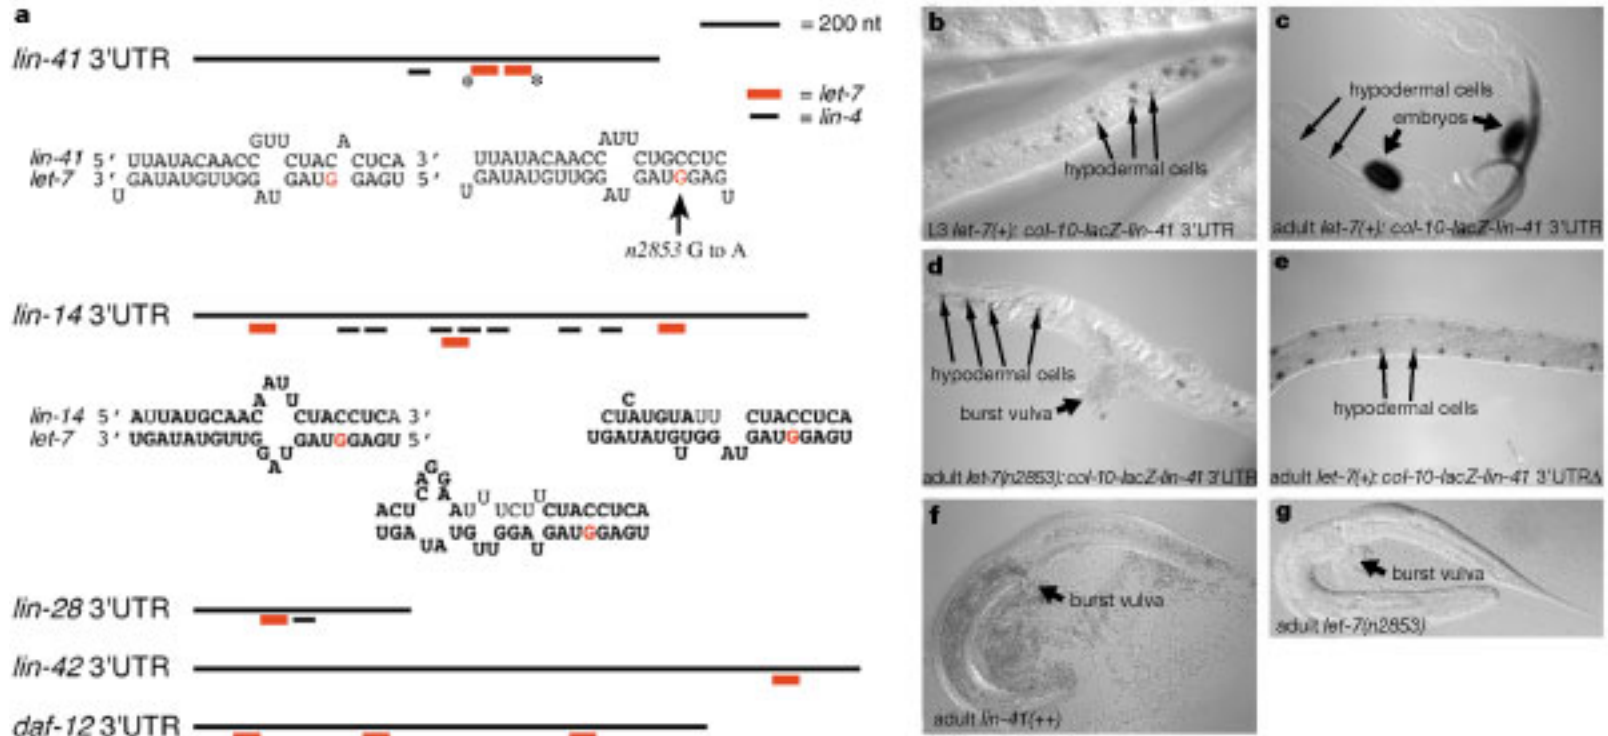 a
= 200 nt
lin-41 3'UTR
= let-7
= lin-4
GUU A
lin-41 5' UUAUACAACC CUAC CUCA 3'
let-7 3' GAUAUGUUGG GAUG GAGU 5'
U AU
AUU
UUAUACAACC CUGCCUC
GAUAUGUUGG GAUGGAG
U AU U
n2853 G to A
lin-14 3'UTR
AU
A U
lin-14 5' AUUAUGCAAC CUACCUCA 3'
let-7 3' UGAUAUGUUG GAUGGAGU 5'
G U
A
C
CUAUGUAUU CUACCUCA
UGAUAUGUGG GAUGGAGU
U AU
G
A G
C A
ACU AU U UCU U CUACCUCA
UGA UG GGA GAUGGAGU
UA UU U
lin-28 3'UTR
lin-42 3'UTR
daf-12 3'UTR
b
hypodermal cells
L3 let-7(+): col-10-lacZ-lin-41 3'UTR
c
hypodermal cells
embryos
adult let-7(+): col-10-lacZ-lin-41 3'UTR
d
hypodermal cells
burst vulva
adult let-7(n2853): col-10-lacZ-lin-41 3'UTR
e
hypodermal cells
adult let-7(+): col-10-lacZ-lin-41 3'UTRΔ
f
burst vulva
adult lin-41(++)
g
burst vulva
adult let-7(n2853)